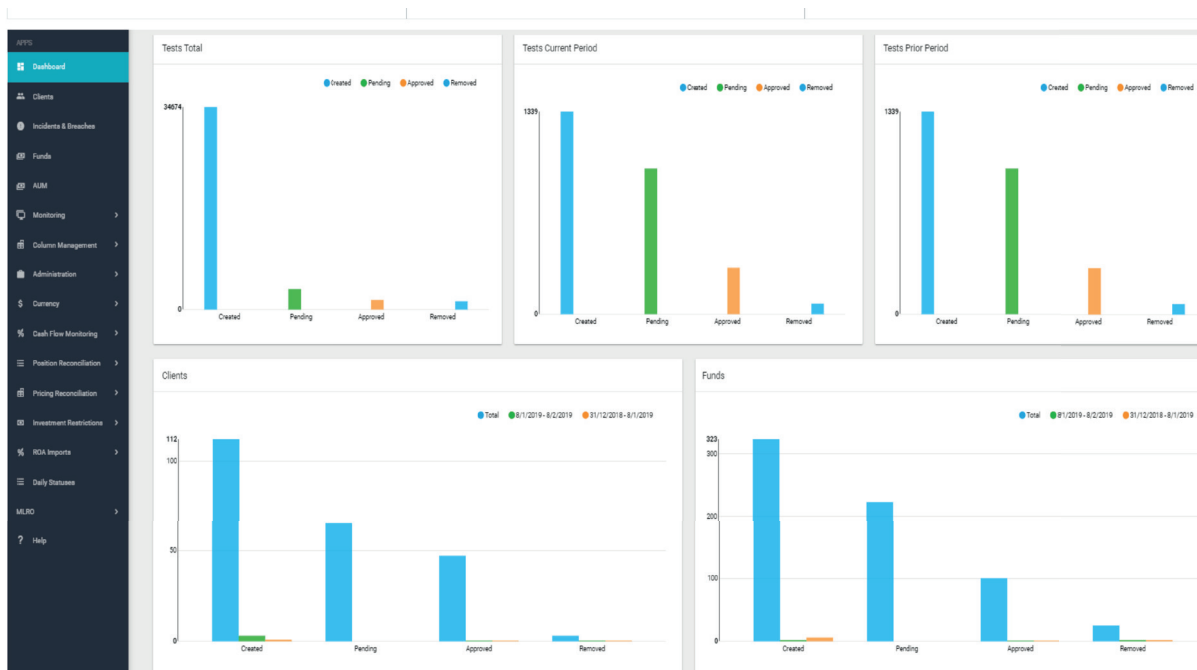 APPS
Dashboard
Clients
Incidents & Breaches
Funds
AUM
Monitoring
Column Management
Administration
$ Currency
% Cash Flow Monitoring
Position Reconciliation
Pricing Reconciliation
Investment Restrictions
% ROA Imports
Daily Statuses
MLRO
? Help
Tests Total
Created Pending Approved Removed
34674
0
Created Pending Approved Removed
Tests Current Period
Created Pending Approved Removed
1339
0
Created Pending Approved Removed
Tests Prior Period
Created Pending Approved Removed
1339
0
Created Pending Approved Removed
Clients
Total 8/1/2019 - 8/2/2019 31/12/2018 - 8/1/2019
112
100
50
0
Created Pending Approved Removed
Funds
Total 8/1/2019 - 8/2/2019 31/12/2018 - 8/1/2019
323
300
200
100
0
Created Pending Approved Removed